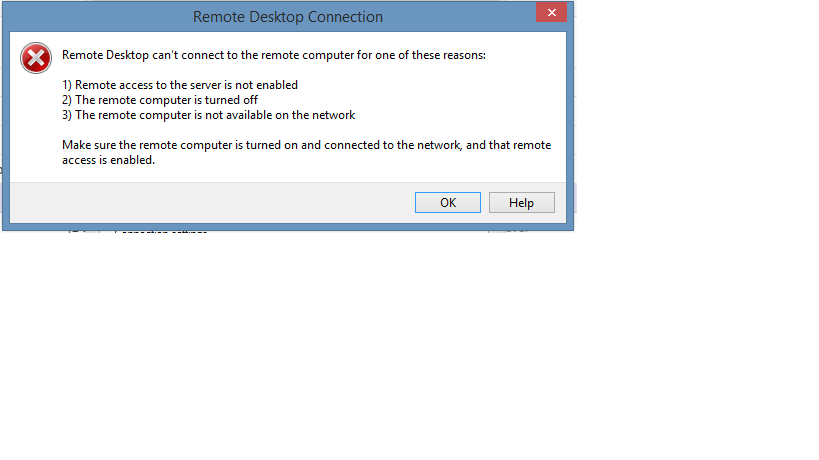 Remote Desktop Connection
Remote Desktop can't connect to the remote computer for one of these reasons:
1) Remote access to the server is not enabled
2) The remote computer is turned off
3) The remote computer is not available on the network
Make sure the remote computer is turned on and connected to the network, and that remote
access is enabled.
OK
Help